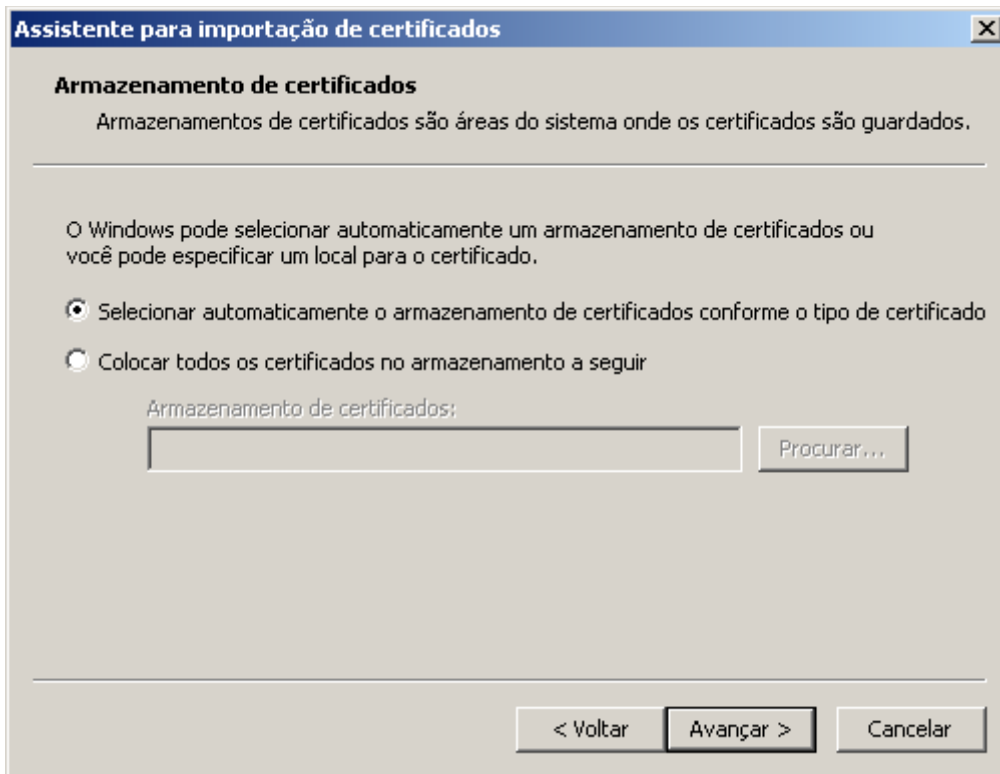 Assistente para importação de certificados
Armazenamento de certificados
Armazenamentos de certificados são áreas do sistema onde os certificados são guardados.
O Windows pode selecionar automaticamente um armazenamento de certificados ou
você pode especificar um local para o certificado.
Selecionar automaticamente o armazenamento de certificados conforme o tipo de certificado
Colocar todos os certificados no armazenamento a seguir
Armazenamento de certificados:
Procurar...
< Voltar
Avançar >
Cancelar